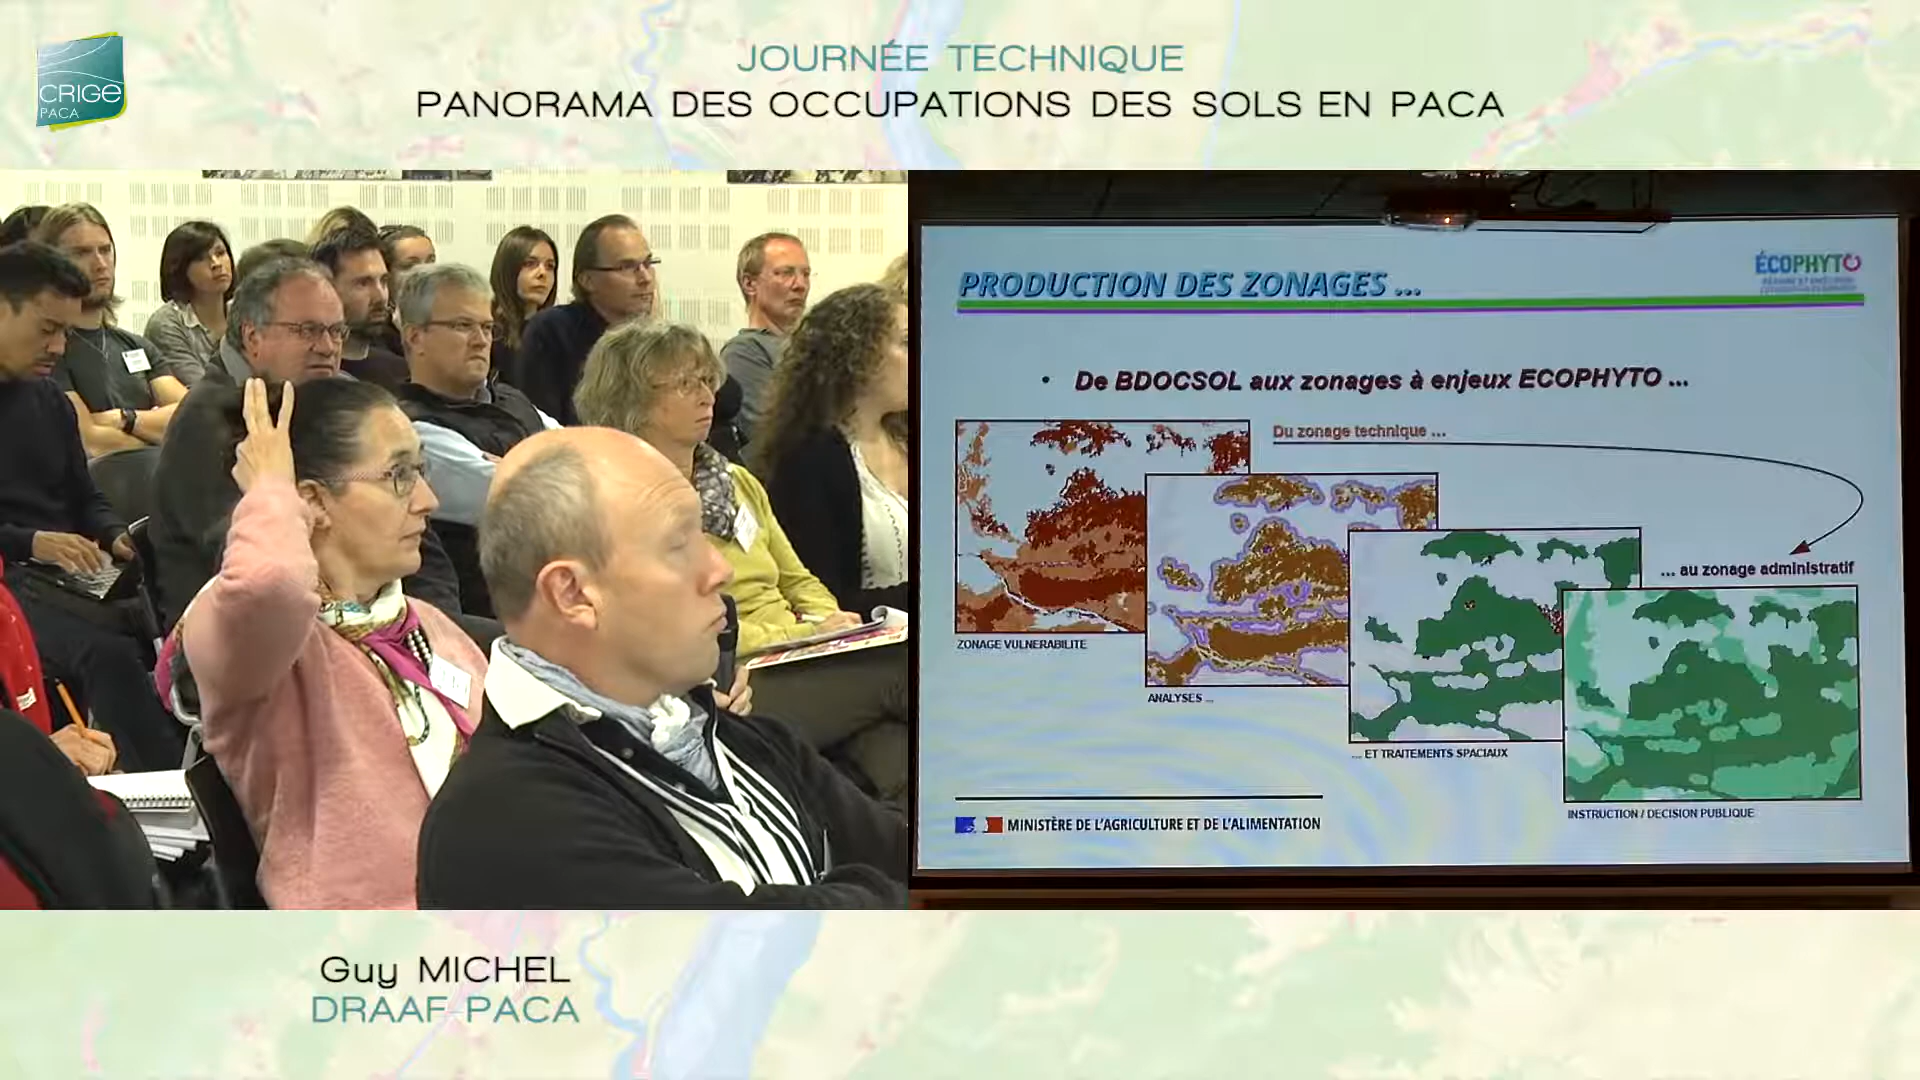 JOURNÉE TECHNIQUE
PANORAMA DES OCCUPATIONS DES SOLS EN PACA
CRIGE
PACA
PRODUCTION DES ZONAGES ...
ÉCOPHYTO
• De BDOCSOL aux zonages à enjeux ECOPHYTO ...
Du zonage technique ...
... au zonage administratif
ZONAGE VULNERABILITE
ANALYSES ...
... ET TRAITEMENTS SPACIAUX
INSTRUCTION / DECISION PUBLIQUE
MINISTÈRE DE L'AGRICULTURE ET DE L'ALIMENTATION
Guy MICHEL
DRAAF-PACA